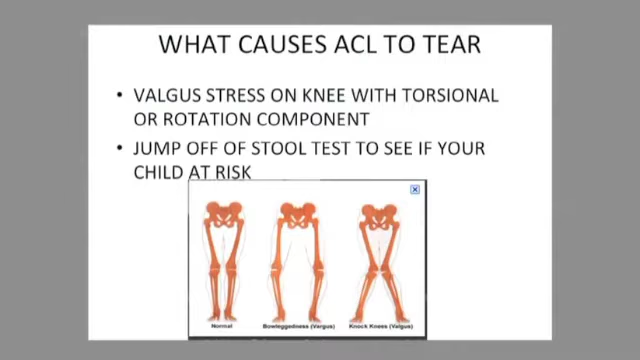 WHAT CAUSES ACL TO TEAR
• VALGUS STRESS ON KNEE WITH TORSIONAL
OR ROTATION COMPONENT
• JUMP OFF OF STOOL TEST TO SEE IF YOUR
CHILD AT RISK
Normal
Bowleggedness (Vargus)
Knock Knees (Valgus)